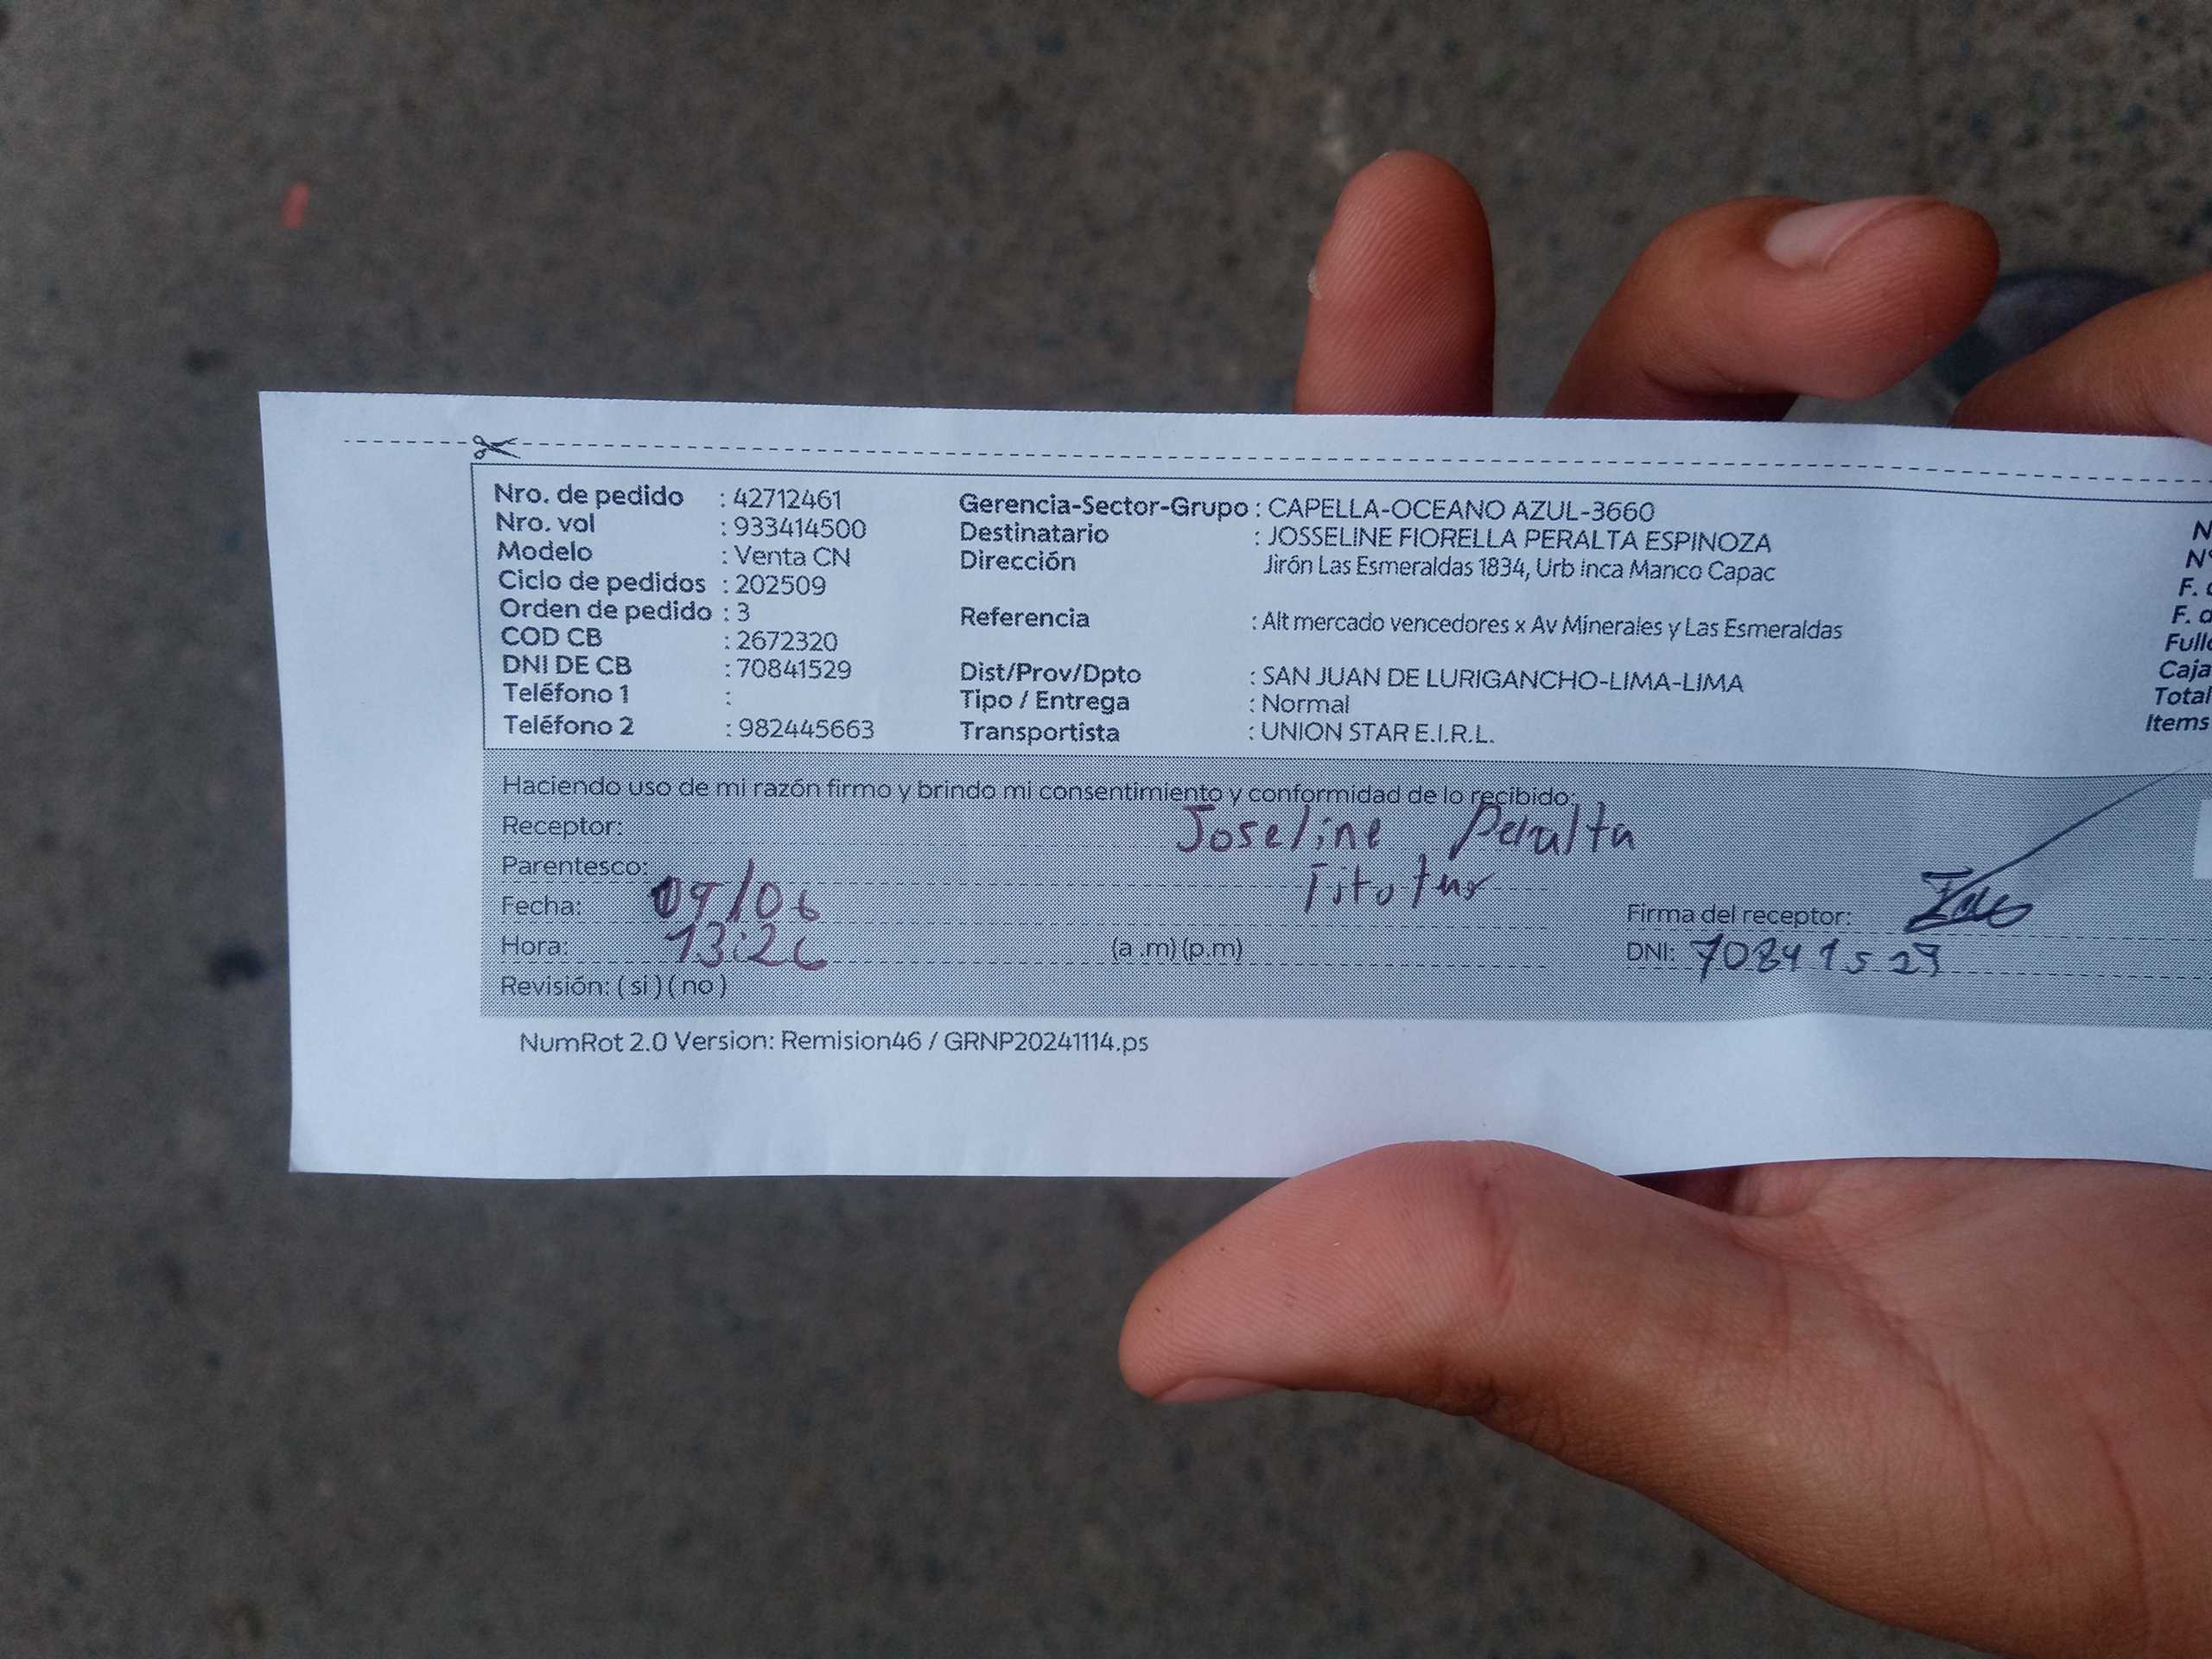 Nro. de pedido : 42712461
Nro. vol : 933414500
Modelo : Venta CN
Ciclo de pedidos : 202509
Orden de pedido : 3
COD CB : 2672320
DNI DE CB : 70841529
Teléfono 1 :
Teléfono 2 : 982445663
Gerencia-Sector-Grupo : CAPELLA-OCEANO AZUL-3660
Destinatario : JOSSELINE FIORELLA PERALTA ESPINOZA
Dirección Jirón Las Esmeraldas 1834, Urb inca Manco Capac
Referencia : Alt mercado vencedores x Av Minerales y Las Esmeraldas
Dist/Prov/Dpto : SAN JUAN DE LURIGANCHO-LIMA-LIMA
Tipo / Entrega : Normal
Transportista : UNION STAR E.I.R.L.
N
N°
F. d
F. d
Caja
Total
Items
Haciendo uso de mi razón firmo y brindo mi consentimiento y conformidad de lo recibido:
Receptor: Joseline Peralta
Parentesco: Titular
Fecha: 09/06
Hora: 13:26 (a .m) (p.m)
Revisión: ( si ) ( no )
Firma del receptor:
DNI: 70841529
NumRot 2.0 Version: Remision46 / GRNP20241114.ps